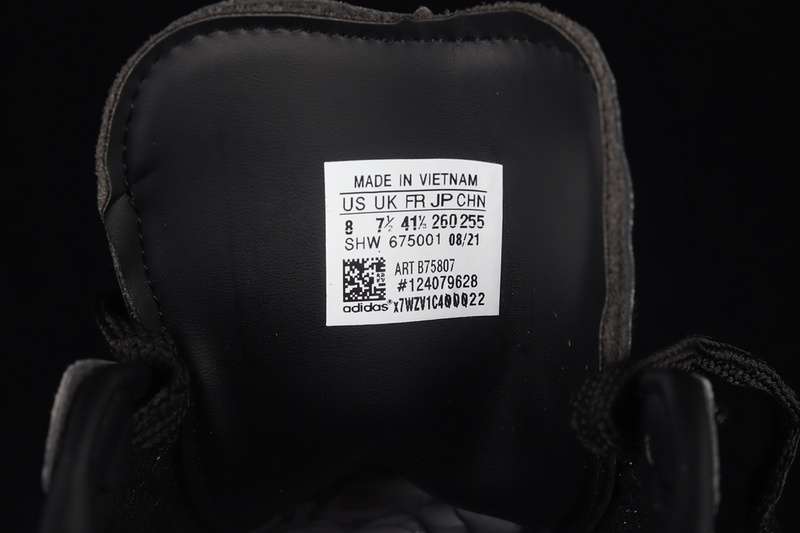 MADE IN VIETNAM
US UK FR JP CHN
8 7½ 41⅓ 260 255
SHW 675001 08/21
ART B75807
#124079628
adidas® x7WZV1C400022